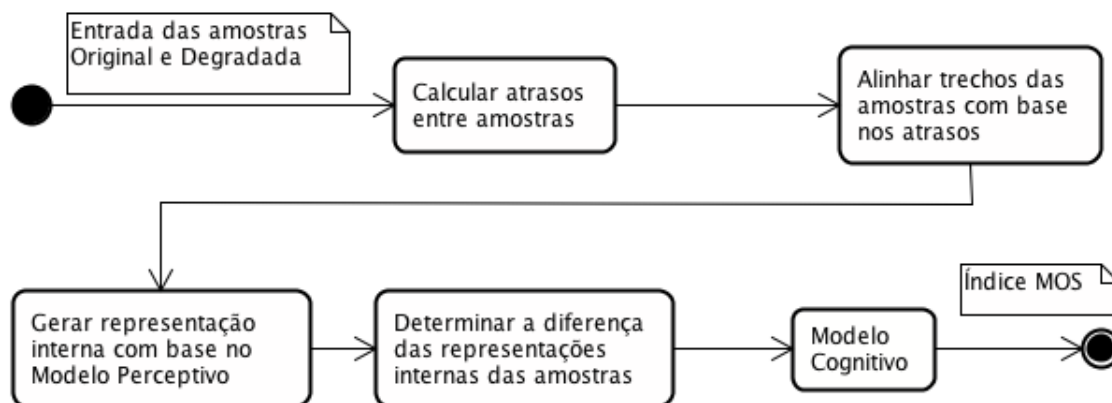 Entrada das amostras
Original e Degradada
Calcular atrasos
entre amostras
Alinhar trechos das
amostras com base
nos atrasos
Gerar representação
interna com base no
Modelo Perceptivo
Determinar a diferença
das representações
internas das amostras
Modelo
Cognitivo
Índice MOS